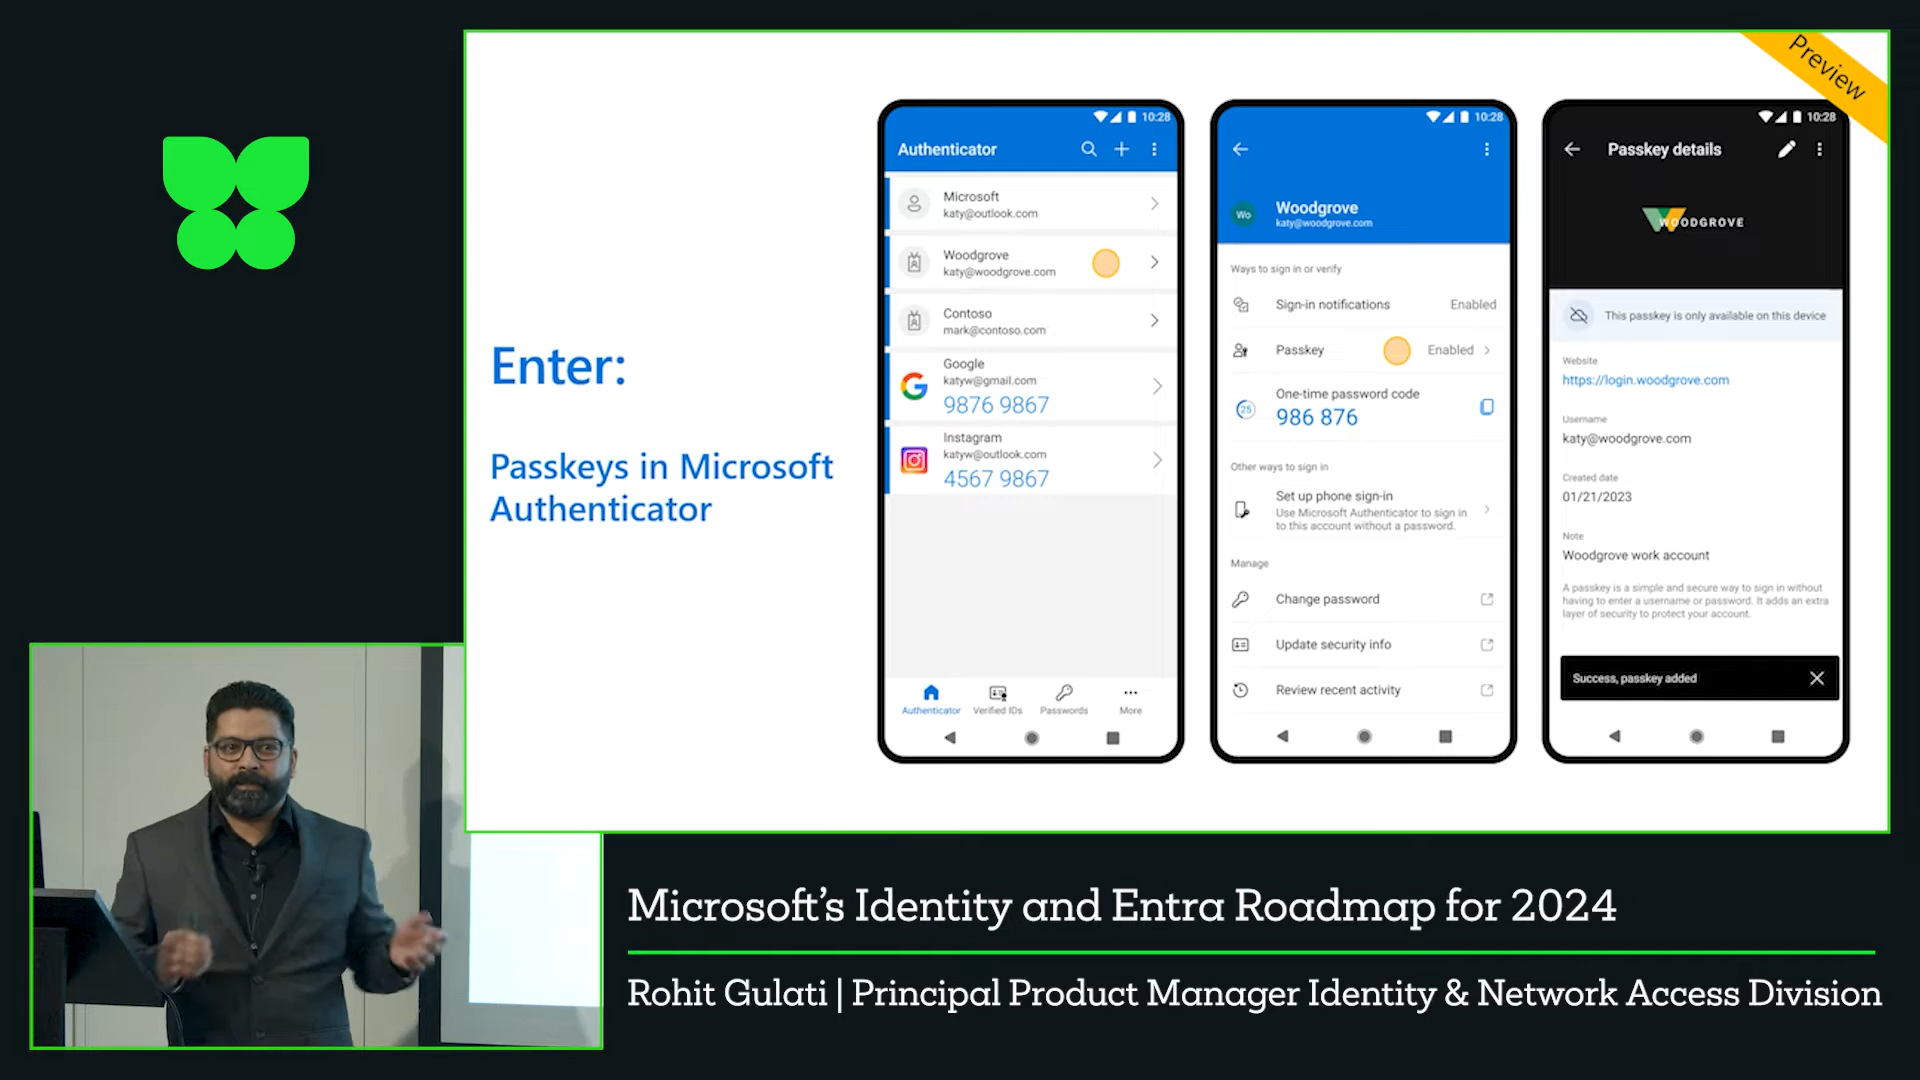 Preview
Enter:
Passkeys in Microsoft
Authenticator
10:28
Authenticator
Microsoft
katy@outlook.com
Woodgrove
katy@woodgrove.com
Contoso
mark@contoso.com
Google
katyw@gmail.com
9876 9867
Instagram
katyw@outlook.com
4567 9867
Authenticator
Verified IDs
Passwords
More
10:28
Wo
Woodgrove
katy@woodgrove.com
Ways to sign in or verify
Sign-in notifications Enabled
Passkey Enabled
One-time password code
25
986 876
Other ways to sign in
Set up phone sign-in
Use Microsoft Authenticator to sign in
to this account without a password.
Manage
Change password
Update security info
Review recent activity
10:28
Passkey details
WOODGROVE
This passkey is only available on this device
Website
https://login.woodgrove.com
Username
katy@woodgrove.com
Created date
01/21/2023
Note
Woodgrove work account
A passkey is a simple and secure way to sign in without
having to enter a username or password. It adds an extra
layer of security to protect your account.
Success, passkey added
Microsoft’s Identity and Entra Roadmap for 2024
Rohit Gulati | Principal Product Manager Identity & Network Access Division